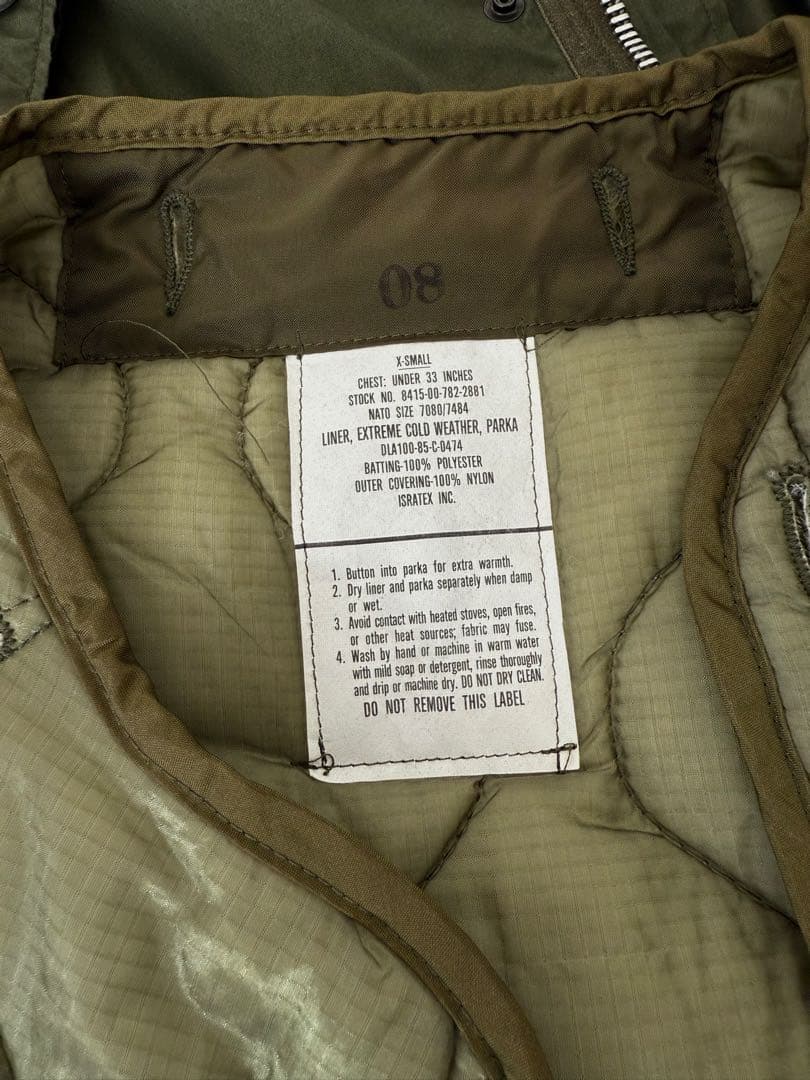 08
X-SMALL
CHEST: UNDER 33 INCHES
STOCK NO. 8415-00-782-2881
NATO SIZE 7080/7484
LINER, EXTREME COLD WEATHER, PARKA
DLA100-85-C-0474
BATTING-100% POLYESTER
OUTER COVERING-100% NYLON
ISRATEX INC.
1. Button into parka for extra warmth.
2. Dry liner and parka separately when damp
or wet.
3. Avoid contact with heated stoves, open fires,
or other heat sources; fabric may fuse.
4. Wash by hand or machine in warm water
with mild soap or detergent, rinse thoroughly
and drip or machine dry. DO NOT DRY CLEAN.
DO NOT REMOVE THIS LABEL